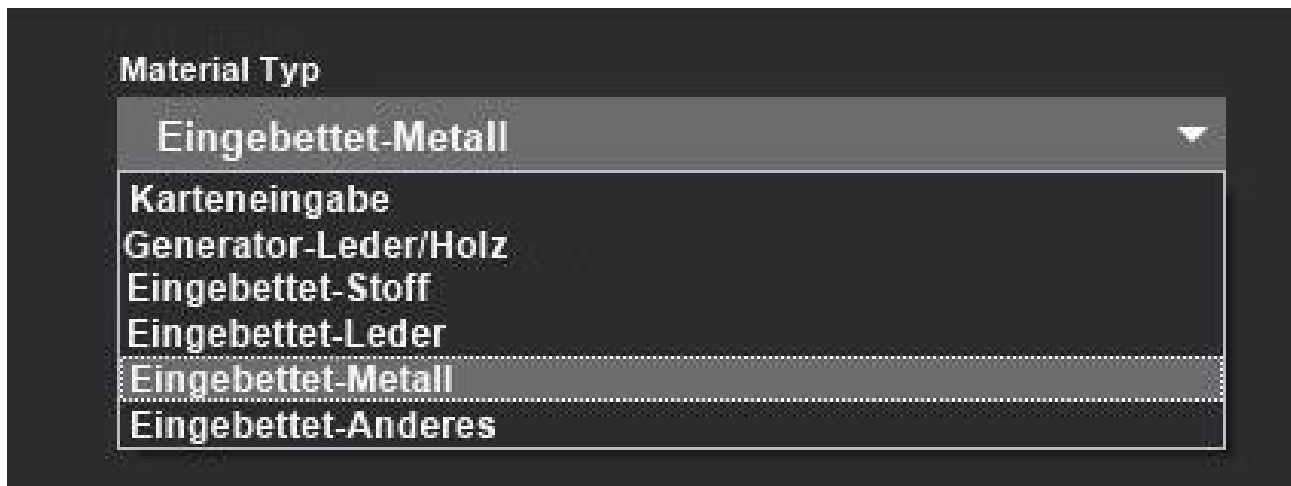 Material Typ
Eingebettet-Metall
Karteneingabe
Generator-Leder/Holz
Eingebettet-Stoff
Eingebettet-Leder
Eingebettet-Metall
Eingebettet-Anderes